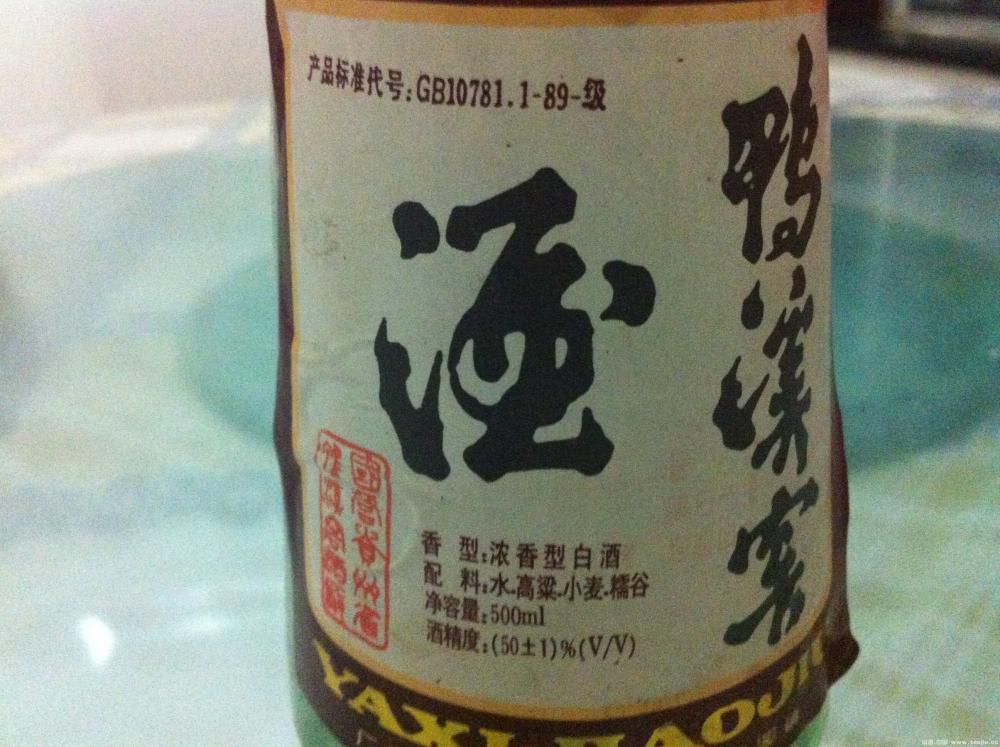 产品标准代号:GB10781.1-89-级
鸭溪窖
酒
香 型:浓香型白酒
配 料:水.高粱.小麦.糯谷
净容量:500ml
酒精度:(50±1)%(V/V)